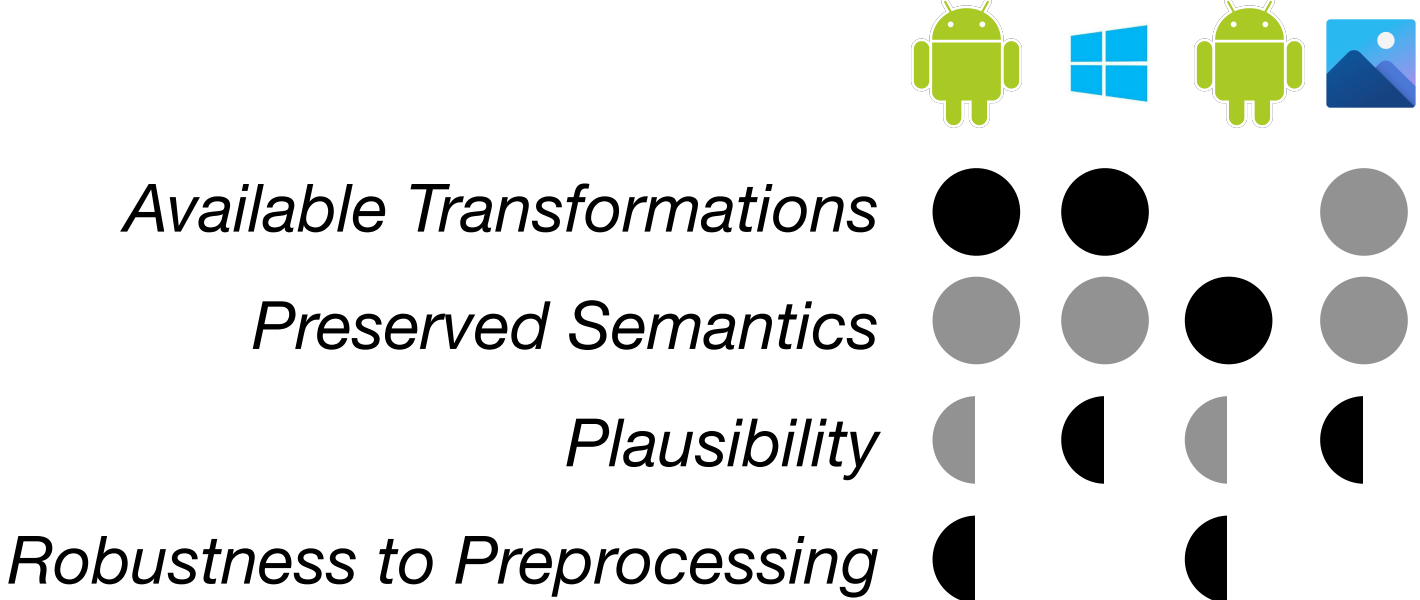 Available Transformations
Preserved Semantics
Plausibility
Robustness to Preprocessing